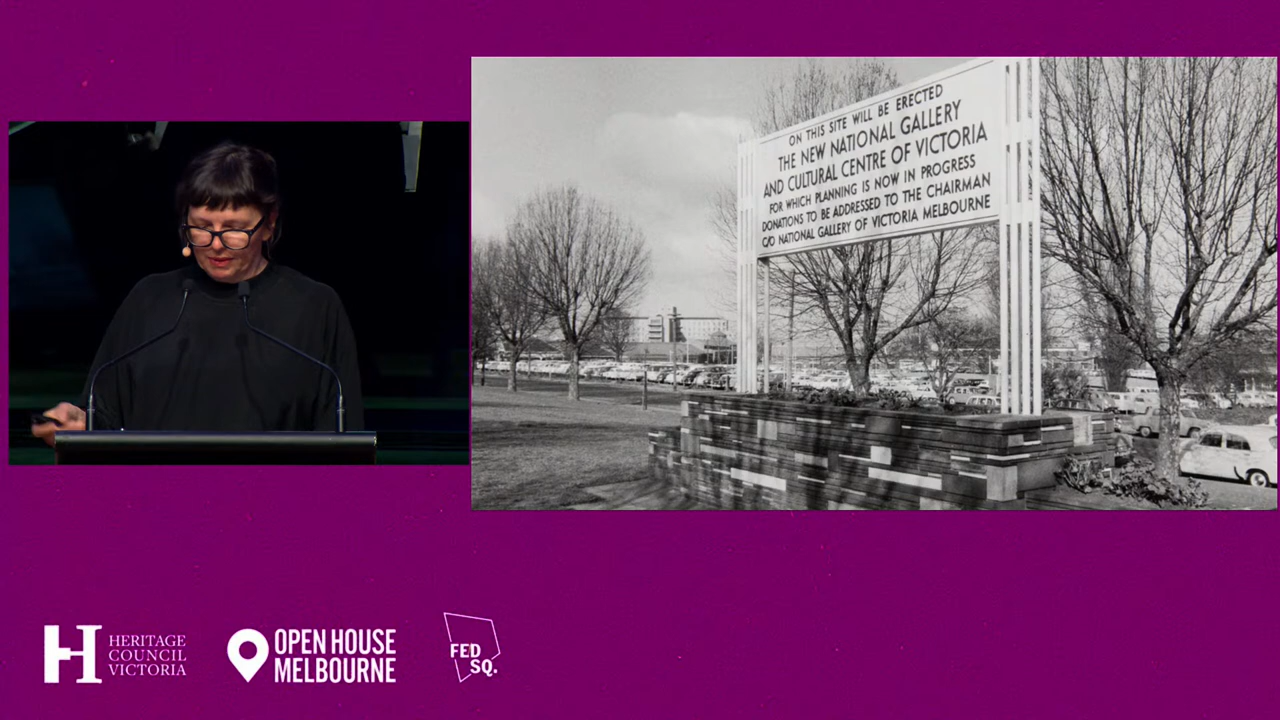 ON THIS SITE WILL BE ERECTED
THE NEW NATIONAL GALLERY
AND CULTURAL CENTRE OF VICTORIA
FOR WHICH PLANNING IS NOW IN PROGRESS
DONATIONS TO BE ADDRESSED TO THE CHAIRMAN
C/O NATIONAL GALLERY OF VICTORIA MELBOURNE
HERITAGE
COUNCIL
VICTORIA
OPEN HOUSE
MELBOURNE
FED
SQ.